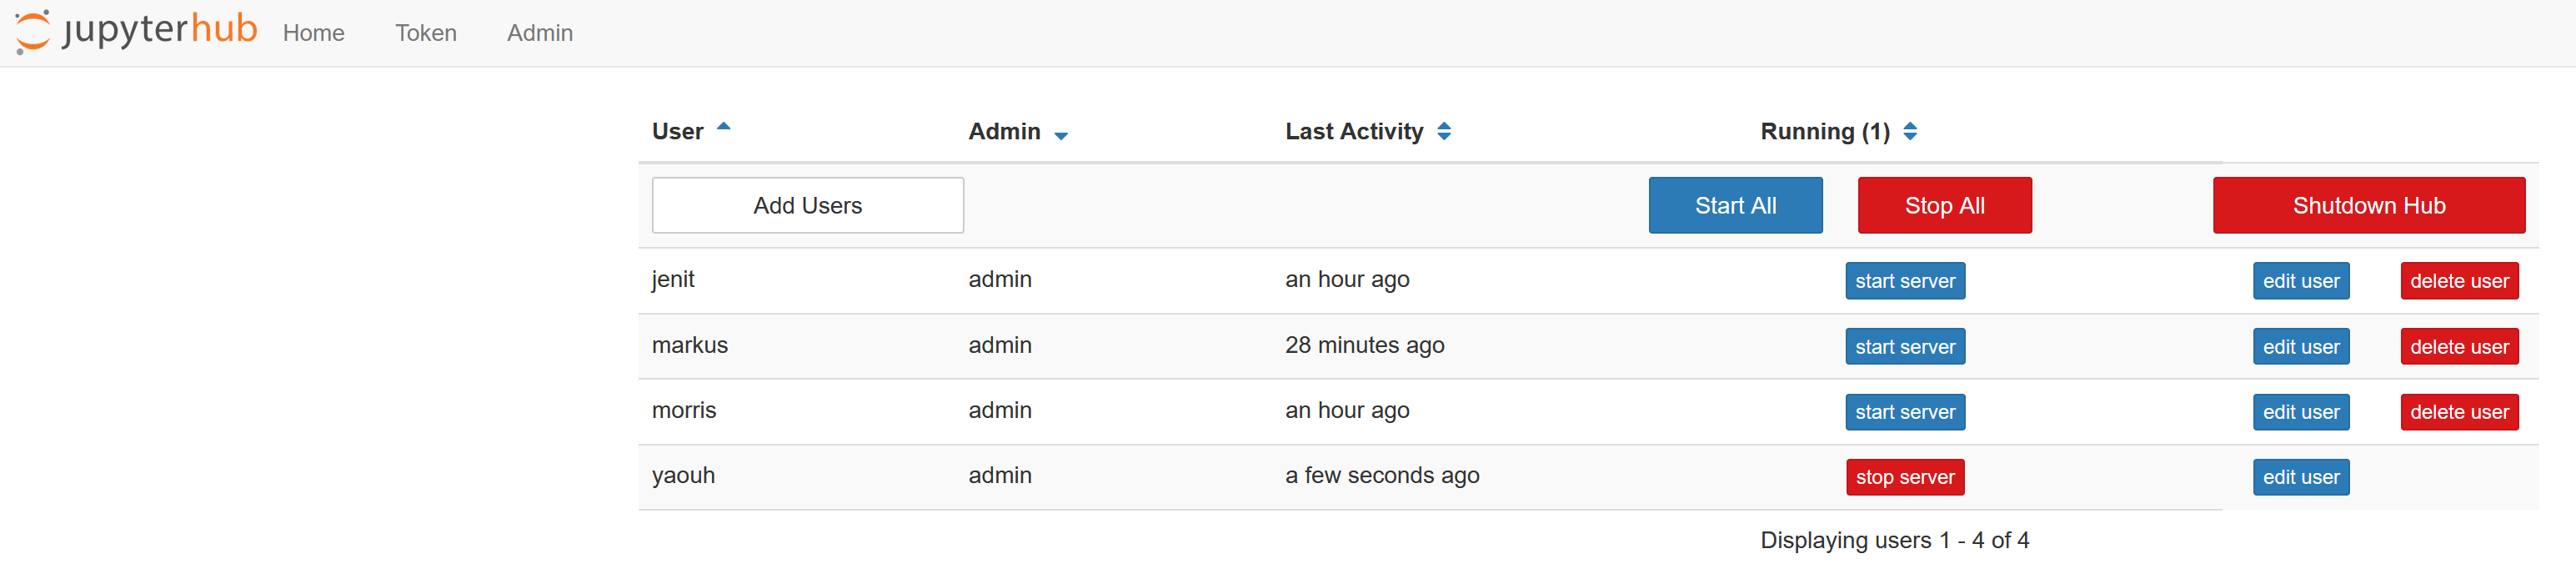 jupyterhub Home Token Admin
User Admin Last Activity Running (1)
Add Users Start All Stop All Shutdown Hub
jenit admin an hour ago start server edit user delete user
markus admin 28 minutes ago start server edit user delete user
morris admin an hour ago start server edit user delete user
yaouh admin a few seconds ago stop server edit user
Displaying users 1 - 4 of 4